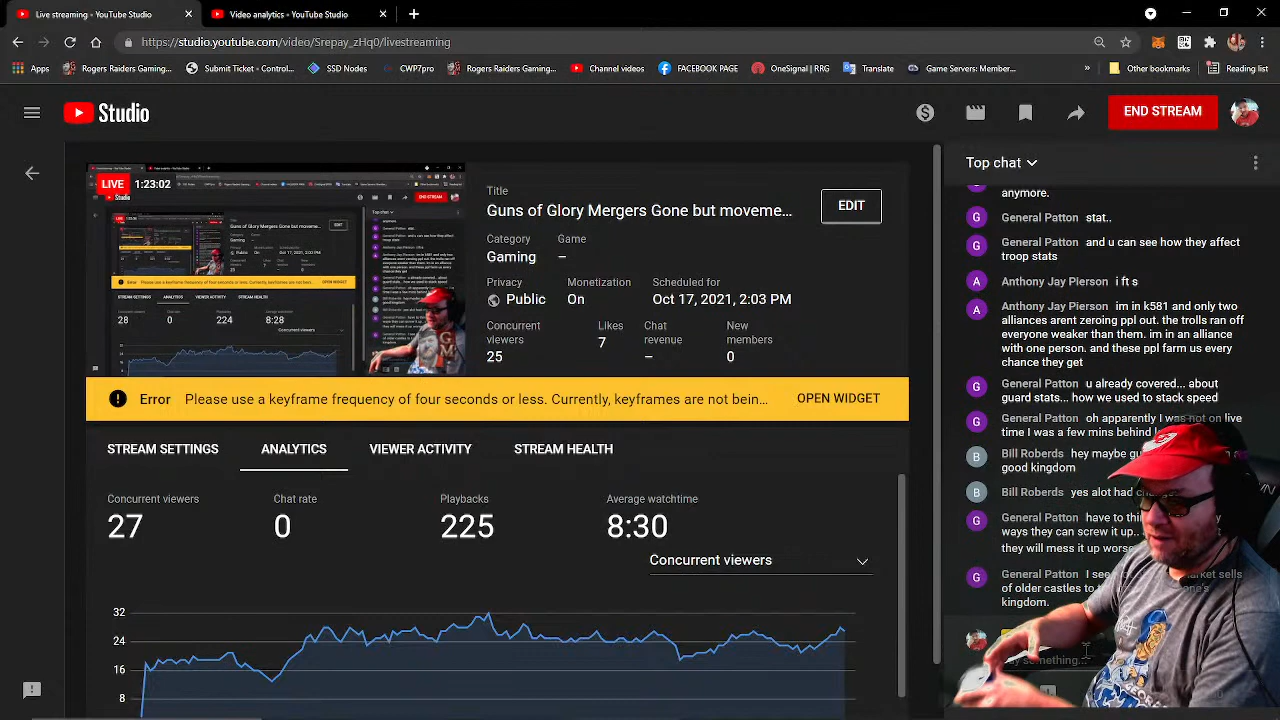 Live streaming - YouTube Studio
Video analytics - YouTube Studio
https://studio.youtube.com/video/Srepay_zHq0/livestreaming
Apps
Rogers Raiders Gaming...
Submit Ticket - Control...
SSD Nodes
CWP7pro
Rogers Raiders Gaming...
Channel videos
FACEBOOK PAGE
OneSignal | RRG
Translate
Game Servers: Member...
»
Other bookmarks
Reading list
Studio
END STREAM
LIVE 1:23:02
Title
Guns of Glory Mergers Gone but moveme...
EDIT
Category
Game
Gaming
–
Privacy
Monetization
Scheduled for
Public
On
Oct 17, 2021, 2:03 PM
Concurrent viewers
Likes
Chat revenue
New members
25
7
–
0
Error Please use a keyframe frequency of four seconds or less. Currently, keyframes are not bein...
OPEN WIDGET
STREAM SETTINGS
ANALYTICS
VIEWER ACTIVITY
STREAM HEALTH
Concurrent viewers
Chat rate
Playbacks
Average watchtime
27
0
225
8:30
Concurrent viewers
32
24
16
8
Top chat
anymore.
General Patton stat..
General Patton and u can see how they affect
troop stats
Anthony Jay Pierson i ft s
Anthony Jay Pierson im in k581 and only two
alliances arent running ppl out. the trolls ran
off everyone weaker than them. im in an alliance
with one person. and these ppl farm us every
chance they get
General Patton u already covered... about
guard stats... how we used to stack speed
General Patton oh apparently I was not on live
time I was a few mins behind
Bill Roberds hey
good kingdom
Bill Roberds yes alot had
General Patton have to
ways they can screw it up..
they will mess it up worse
General Patton I see
market sells
of older castles to
one's
kingdom.
say something...